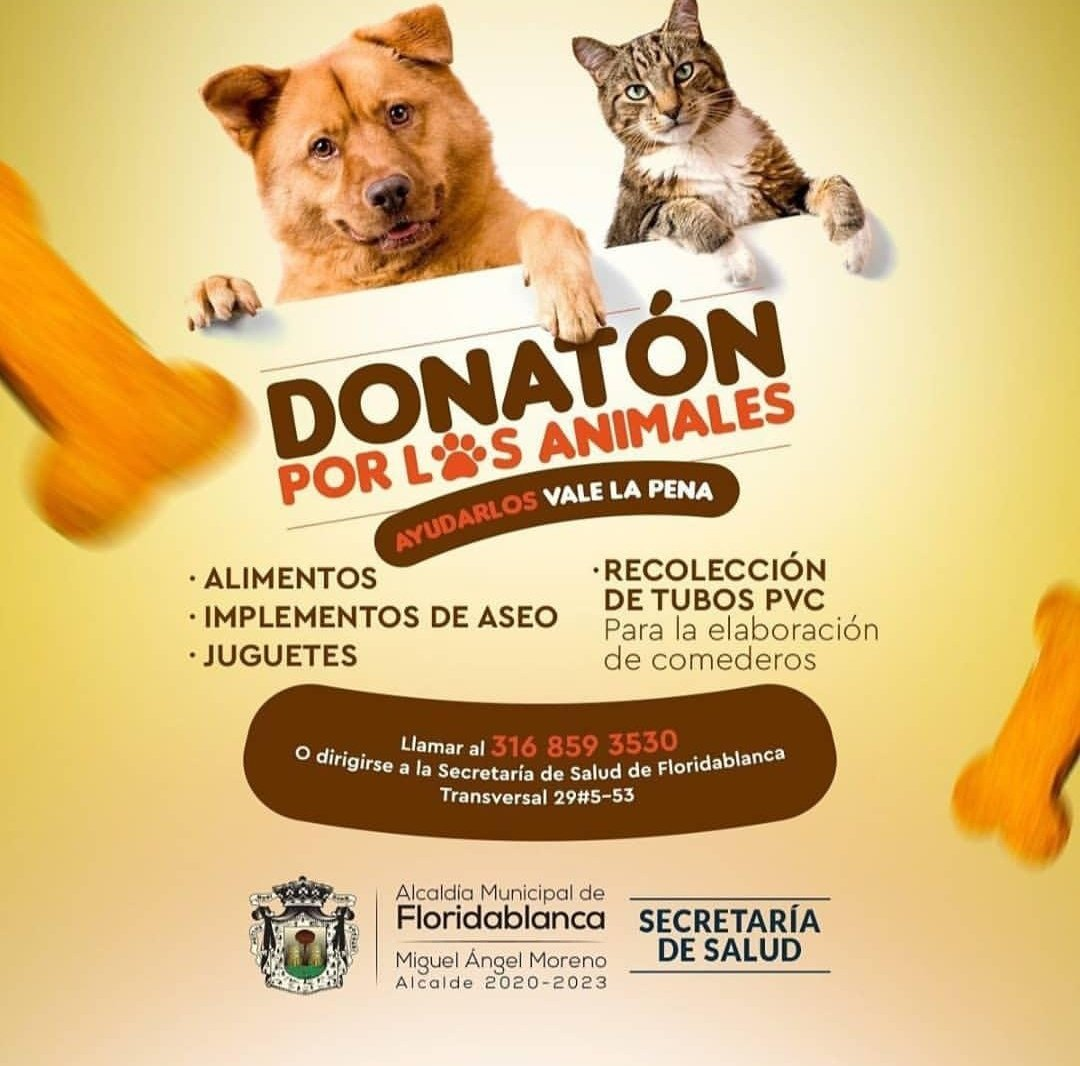 DONATÓN
POR LOS ANIMALES
AYUDARLOS VALE LA PENA
· ALIMENTOS
· IMPLEMENTOS DE ASEO
· JUGUETES
· RECOLECCIÓN
DE TUBOS PVC
Para la elaboración
de comederos
Llamar al 316 859 3530
O dirigirse a la Secretaría de Salud de Floridablanca
Transversal 29#5-53
Alcaldía Municipal de
Floridablanca
Miguel Ángel Moreno
Alcalde 2020-2023
SECRETARÍA
DE SALUD